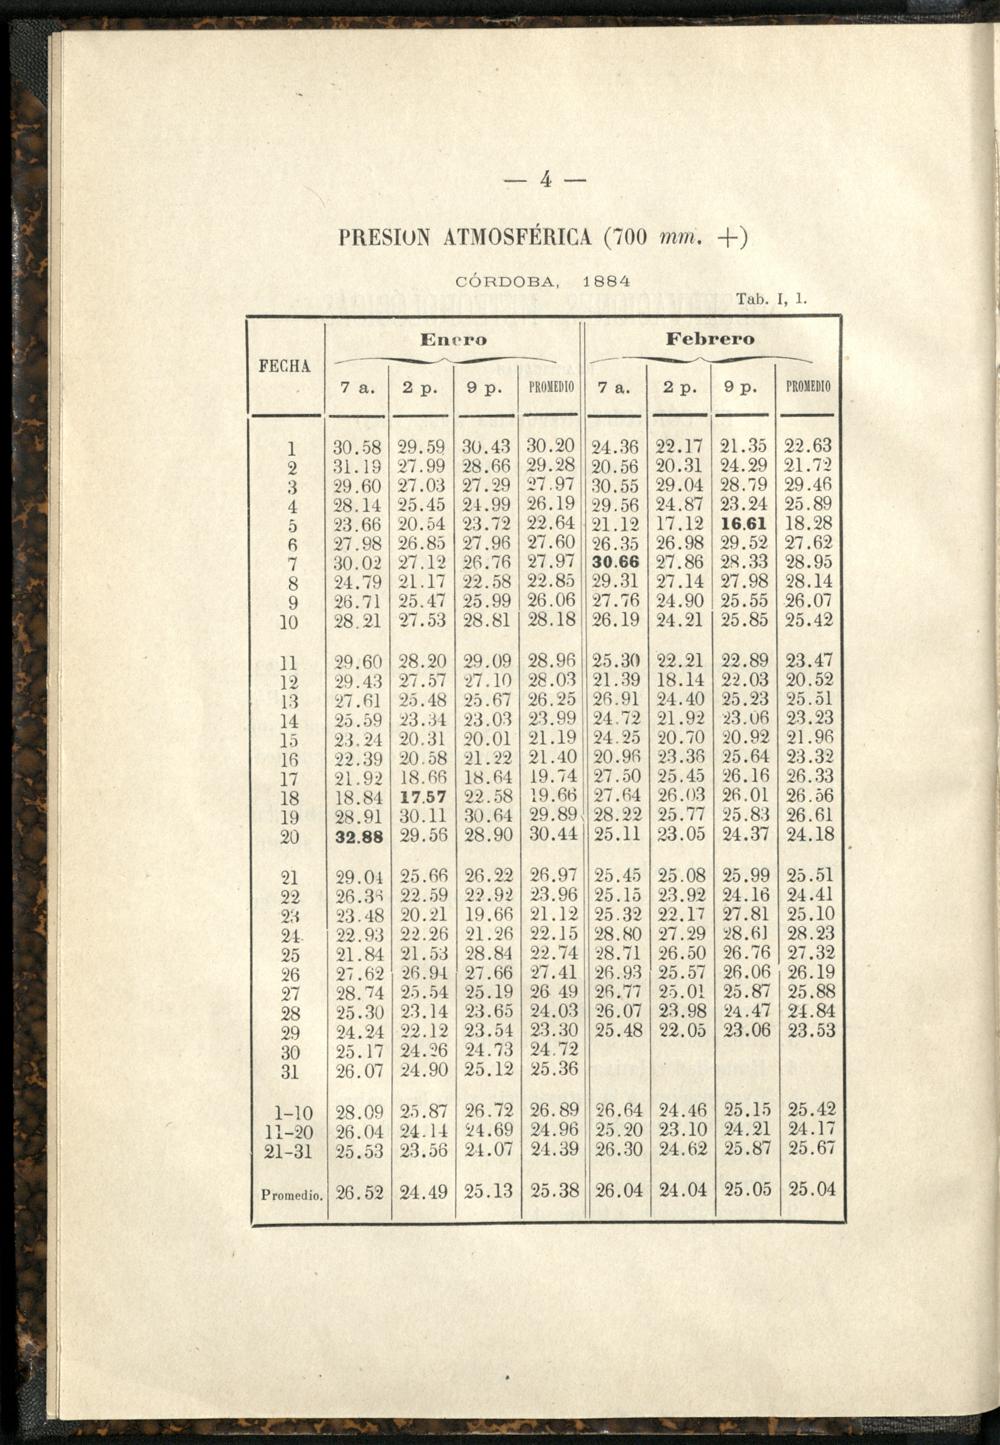 — 4 —
PRESION ATMOSFÉRICA (700 mm. +)
CÓRDOBA, 1884
Tab. I, 1.
FECHA Enero Febrero
7 a. 2 p. 9 p. PROMEDIO 7 a. 2 p. 9 p. PROMEDIO
1 30.58 29.59 30.43 30.20 24.36 22.17 21.35 22.63
2 31.19 27.99 28.66 29.28 20.56 20.31 24.29 21.72
3 29.60 27.03 27.29 27.97 30.55 29.04 28.79 29.46
4 28.14 25.45 24.99 26.19 29.56 24.87 23.24 25.89
5 23.66 20.54 23.72 22.64 21.12 17.12 16.61 18.28
6 27.98 26.85 27.96 27.60 26.35 26.98 29.52 27.62
7 30.02 27.12 26.76 27.97 30.66 27.86 28.33 28.95
8 24.79 21.17 22.58 22.85 29.31 27.14 27.98 28.14
9 26.71 25.47 25.99 26.06 27.76 24.90 25.55 26.07
10 28.21 27.53 28.81 28.18 26.19 24.21 25.85 25.42
11 29.60 28.20 29.09 28.96 25.30 22.21 22.89 23.47
12 29.43 27.57 27.10 28.03 21.39 18.14 22.03 20.52
13 27.61 25.48 25.67 26.25 26.91 24.40 25.23 25.51
14 25.59 23.34 23.03 23.99 24.72 21.92 23.06 23.23
15 23.24 20.31 20.01 21.19 24.25 20.70 20.92 21.96
16 22.39 20.58 21.22 21.40 20.96 23.36 25.64 23.32
17 21.92 18.66 18.64 19.74 27.50 25.45 26.16 26.33
18 18.84 17.57 22.58 19.66 27.64 26.03 26.01 26.56
19 28.91 30.11 30.64 29.89 28.22 25.77 25.83 26.61
20 32.88 29.56 28.90 30.44 25.11 23.05 24.37 24.18
21 29.04 25.66 26.22 26.97 25.45 25.08 25.99 25.51
22 26.36 22.59 22.92 23.96 25.15 23.92 24.16 24.41
23 23.48 20.21 19.66 21.12 25.32 22.17 27.81 25.10
24 22.93 22.26 21.26 22.15 28.80 27.29 28.61 28.23
25 21.84 21.53 28.84 22.74 28.71 26.50 26.76 27.32
26 27.62 26.94 27.66 27.41 26.93 25.57 26.06 26.19
27 28.74 25.54 25.19 26 49 26.77 25.01 25.87 25.88
28 25.30 23.14 23.65 24.03 26.07 23.98 24.47 24.84
29 24.24 22.12 23.54 23.30 25.48 22.05 23.06 23.53
30 25.17 24.26 24.73 24.72
31 26.07 24.90 25.12 25.36
1-10 28.09 25.87 26.72 26.89 26.64 24.46 25.15 25.42
11-20 26.04 24.14 24.69 24.96 25.20 23.10 24.21 24.17
21-31 25.53 23.56 24.07 24.39 26.30 24.62 25.87 25.67
Promedio. 26.52 24.49 25.13 25.38 26.04 24.04 25.05 25.04